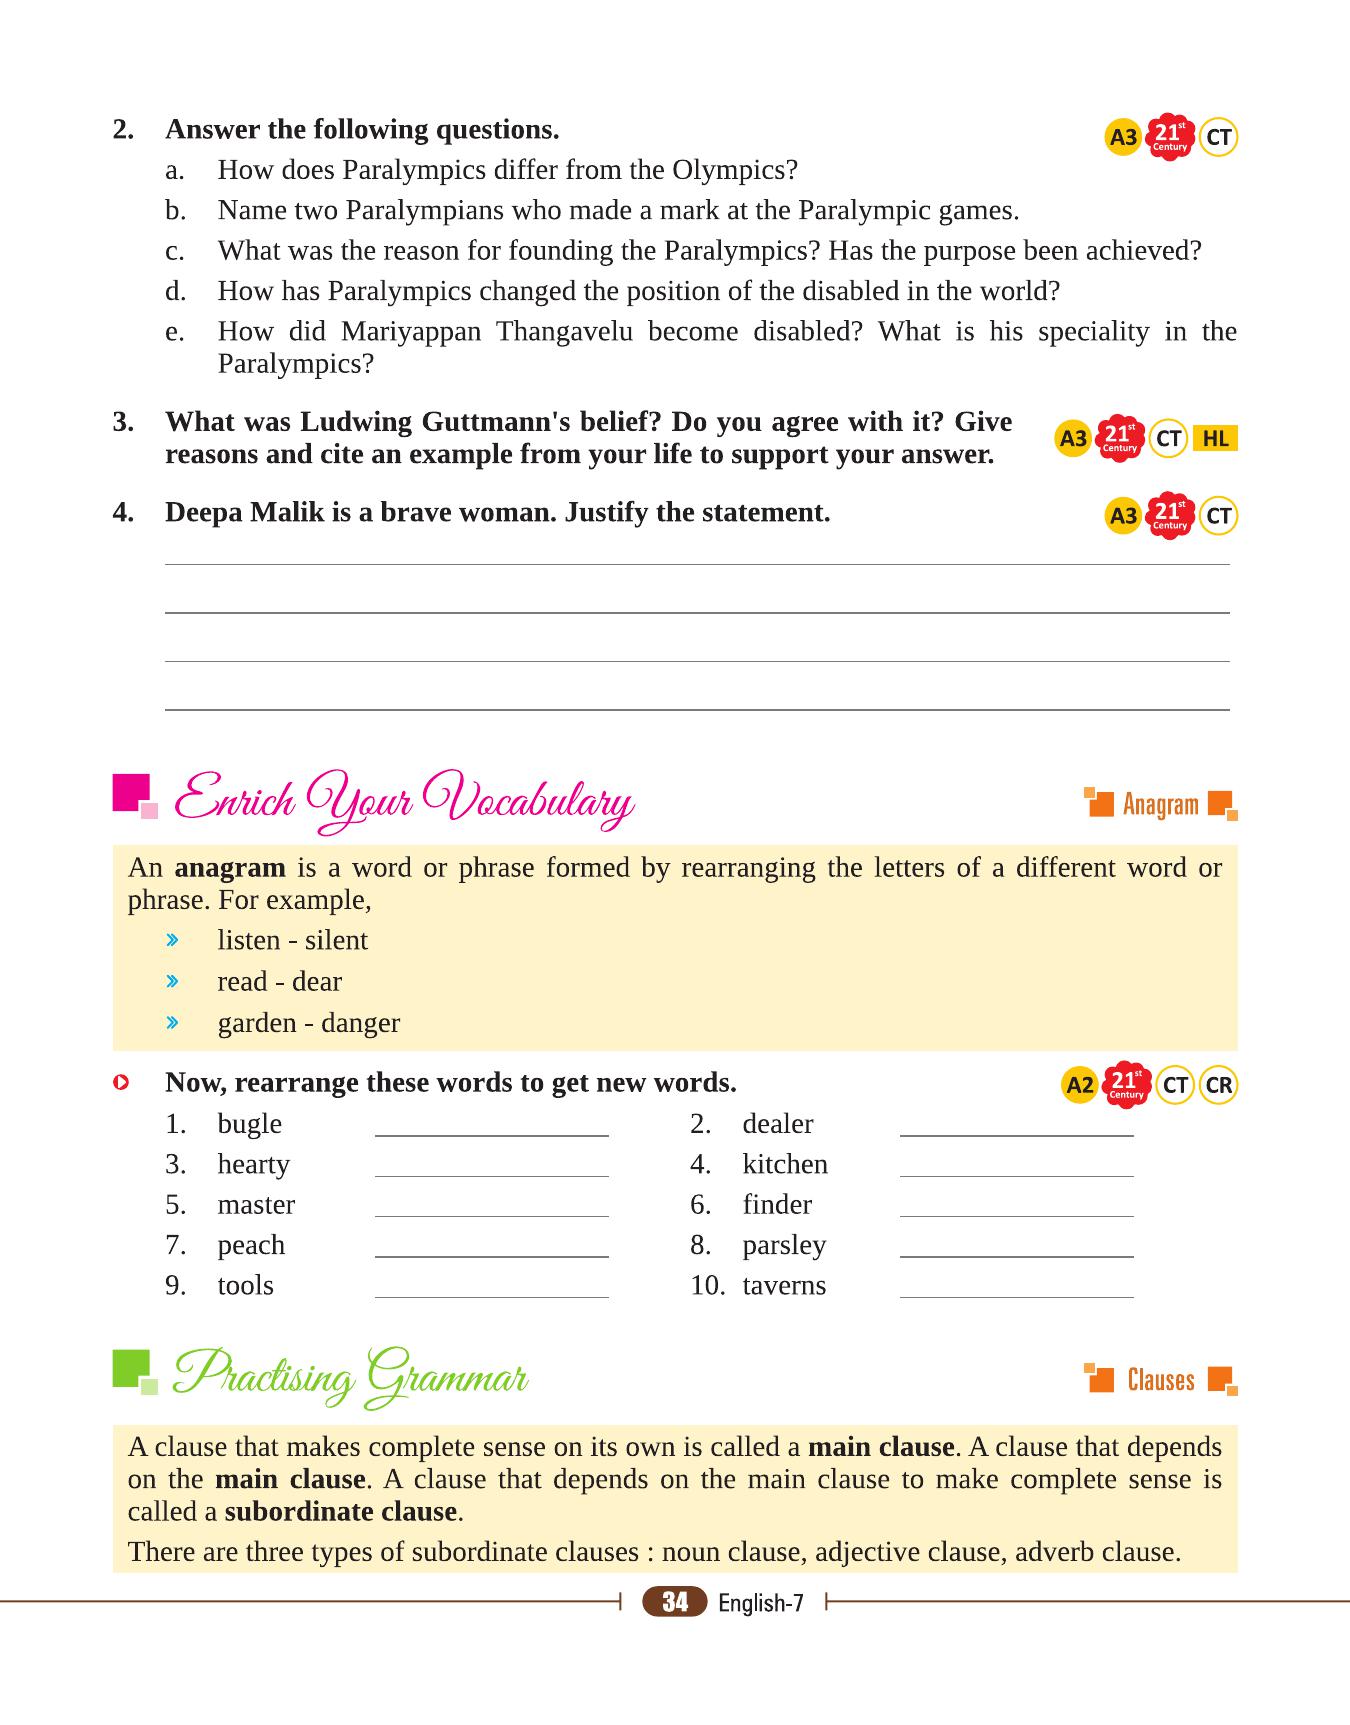 2. Answer the following questions. A3 21st Century CT
a. How does Paralympics differ from the Olympics?
b. Name two Paralympians who made a mark at the Paralympic games.
c. What was the reason for founding the Paralympics? Has the purpose been achieved?
d. How has Paralympics changed the position of the disabled in the world?
e. How did Mariyappan Thangavelu become disabled? What is his speciality in the
Paralympics?
3. What was Ludwing Guttmann's belief? Do you agree with it? Give
reasons and cite an example from your life to support your answer. A3 21st Century CT HL
4. Deepa Malik is a brave woman. Justify the statement. A3 21st Century CT
Enrich Your Vocabulary Anagram
An anagram is a word or phrase formed by rearranging the letters of a different word or
phrase. For example,
» listen - silent
» read - dear
» garden - danger
Now, rearrange these words to get new words. A2 21st Century CT CR
1. bugle 2. dealer
3. hearty 4. kitchen
5. master 6. finder
7. peach 8. parsley
9. tools 10. taverns
Practising Grammar Clauses
A clause that makes complete sense on its own is called a main clause. A clause that depends
on the main clause. A clause that depends on the main clause to make complete sense is
called a subordinate clause.
There are three types of subordinate clauses : noun clause, adjective clause, adverb clause.
34 English-7